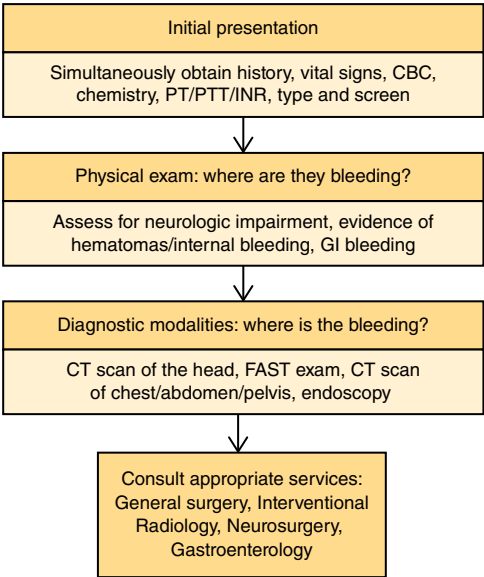 Initial presentation
Simultaneously obtain history, vital signs, CBC,
chemistry, PT/PTT/INR, type and screen
Physical exam: where are they bleeding?
Assess for neurologic impairment, evidence of
hematomas/internal bleeding, GI bleeding
Diagnostic modalities: where is the bleeding?
CT scan of the head, FAST exam, CT scan
of chest/abdomen/pelvis, endoscopy
Consult appropriate services:
General surgery, Interventional
Radiology, Neurosurgery,
Gastroenterology